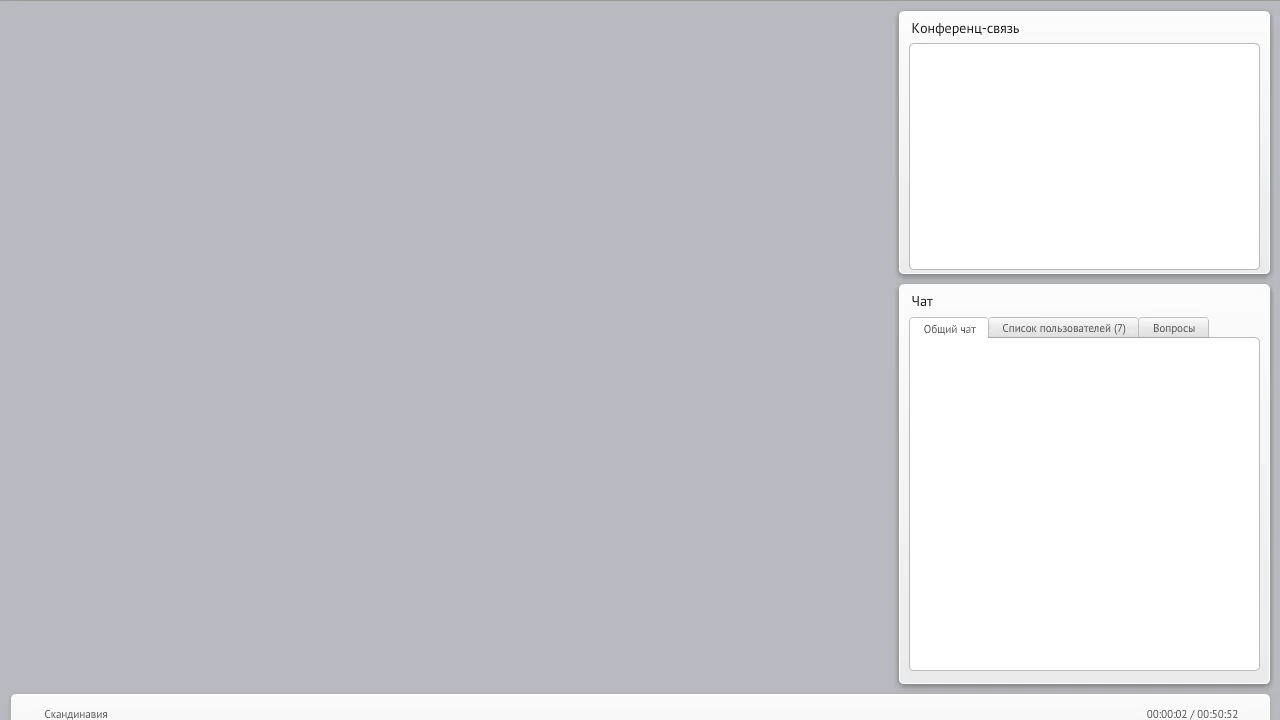 Конференц-связь
Чат
Общий чат Список пользователей (7) Вопросы
Скандинавия 00:00:02 / 00:50:52